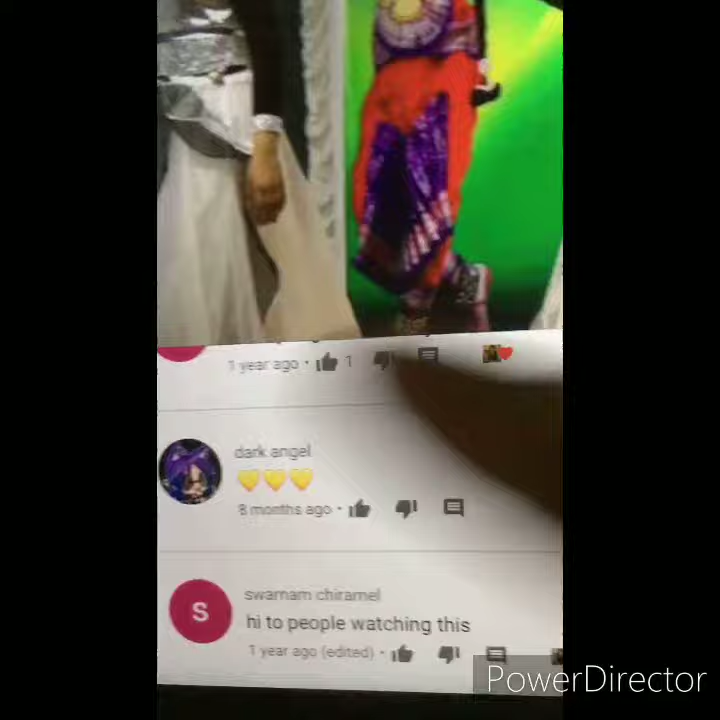 1 year ago · 1
dark angel
💛💛💛
8 months ago ·
S
swarnam chiramel
hi to people watching this
1 year ago (edited) ·
PowerDirector